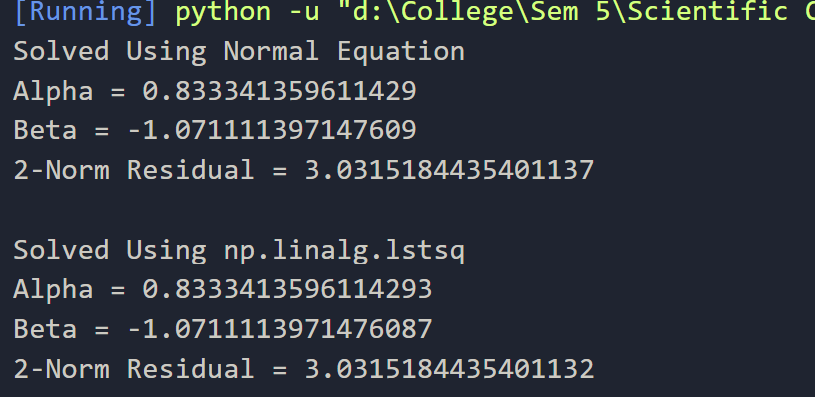 [Running] python -u "d:\College\Sem 5\Scientific
Solved Using Normal Equation
Alpha = 0.833341359611429
Beta = -1.071111397147609
2-Norm Residual = 3.0315184435401137
Solved Using np.linalg.lstsq
Alpha = 0.8333413596114293
Beta = -1.0711113971476087
2-Norm Residual = 3.0315184435401132